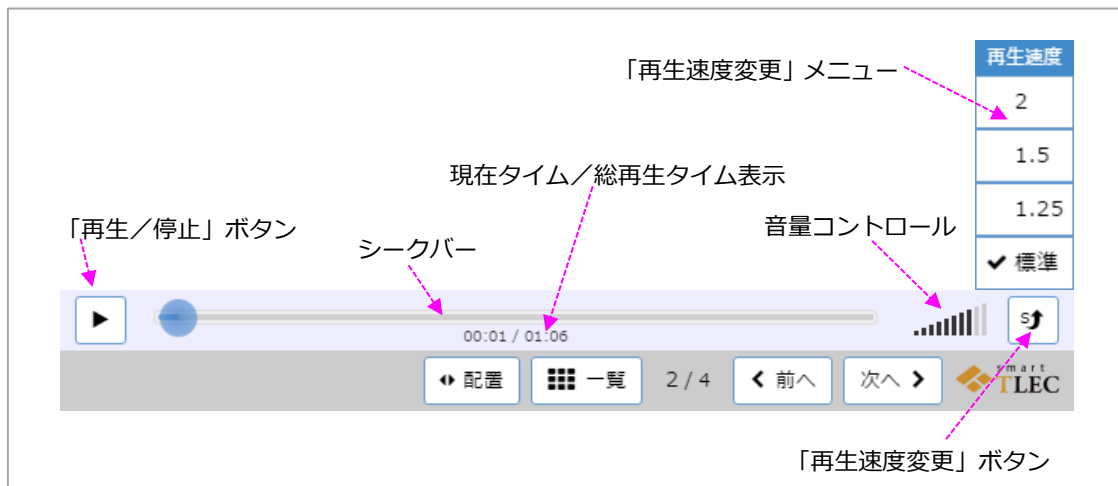 再生速度
「再生速度変更」メニュー
2
1.5
現在タイム／総再生タイム表示
1.25
「再生／停止」ボタン
音量コントロール
シークバー
✔ 標準
00:01 / 01:06
S
配置
一覧
2 / 4
前へ
次へ
smart
TLEC
「再生速度変更」ボタン